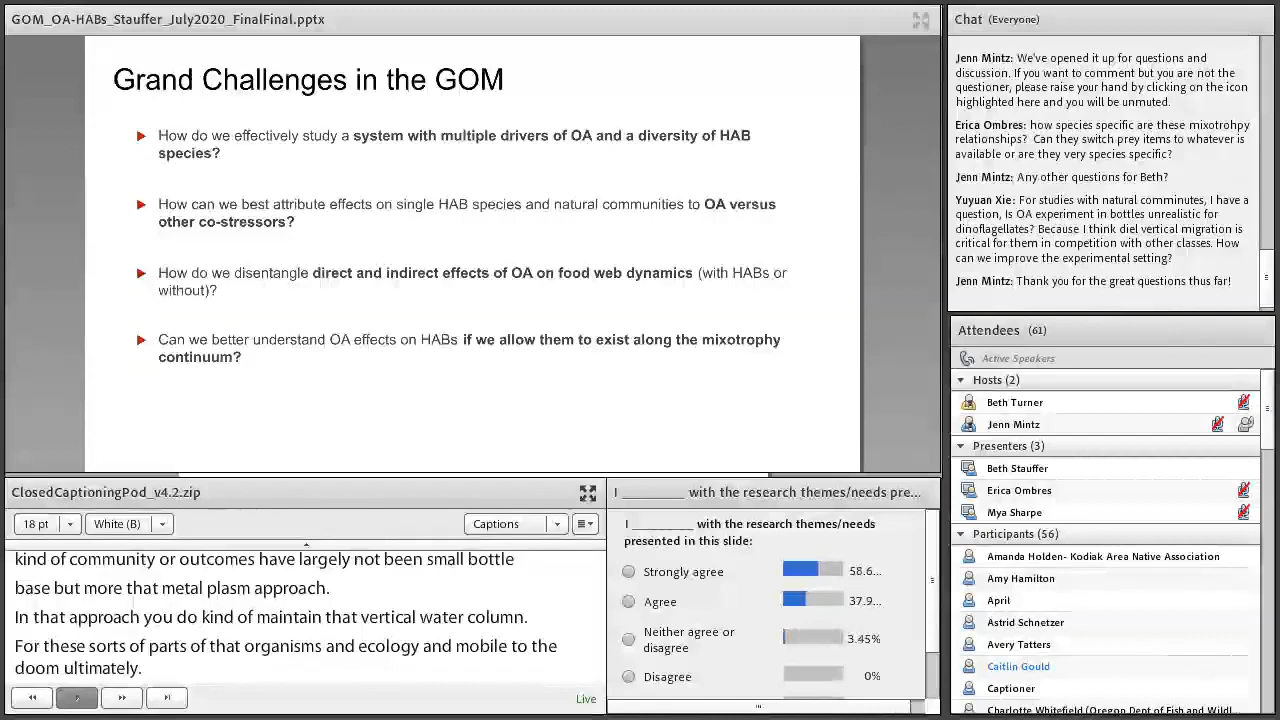 GOM_OA-HABs_Stauffer_July2020_FinalFinal.pptx
Grand Challenges in the GOM
How do we effectively study a system with multiple drivers of OA and a diversity of HAB
species?
How can we best attribute effects on single HAB species and natural communities to OA versus
other co-stressors?
How do we disentangle direct and indirect effects of OA on food web dynamics (with HABs or
without)?
Can we better understand OA effects on HABs if we allow them to exist along the mixotrophy
continuum?
ClosedCaptioningPod_v4.2.zip
18 pt
White (B)
Captions
kind of community or outcomes have largely not been small bottle
base but more that metal plasm approach.
In that approach you do kind of maintain that vertical water column.
For these sorts of parts of that organisms and ecology and mobile to the
doom ultimately.
Live
I ________ with the research themes/needs pre...
I ________ with the research themes/needs
presented in this slide:
Strongly agree 58.6...
Agree 37.9...
Neither agree or
disagree 3.45%
Disagree 0%
Chat (Everyone)
Jenn Mintz: We've opened it up for questions and
discussion. If you want to comment but you are not the
questioner, please raise your hand by clicking on the icon
highlighted here and you will be unmuted.
Erica Ombres: how species specific are these mixotrohpy
relationships? Can they switch prey items to whatever is
available or are they very species specific?
Jenn Mintz: Any other questions for Beth?
Yuyuan Xie: For studies with natural comminutes, I have a
question, Is OA experiment in bottles unrealistic for
dinoflagellates? Because I think diel vertical migration is
critical for them in competition with other classes. How
can we improve the experimental setting?
Jenn Mintz: Thank you for the great questions thus far!
Attendees (61)
Active Speakers
Hosts (2)
Beth Turner
Jenn Mintz
Presenters (3)
Beth Stauffer
Erica Ombres
Mya Sharpe
Participants (56)
Amanda Holden- Kodiak Area Native Association
Amy Hamilton
April
Astrid Schnetzer
Avery Tatters
Caitlin Gould
Captioner
Charlotte Whitefield (Oregon Dept of Fish and Wildl...